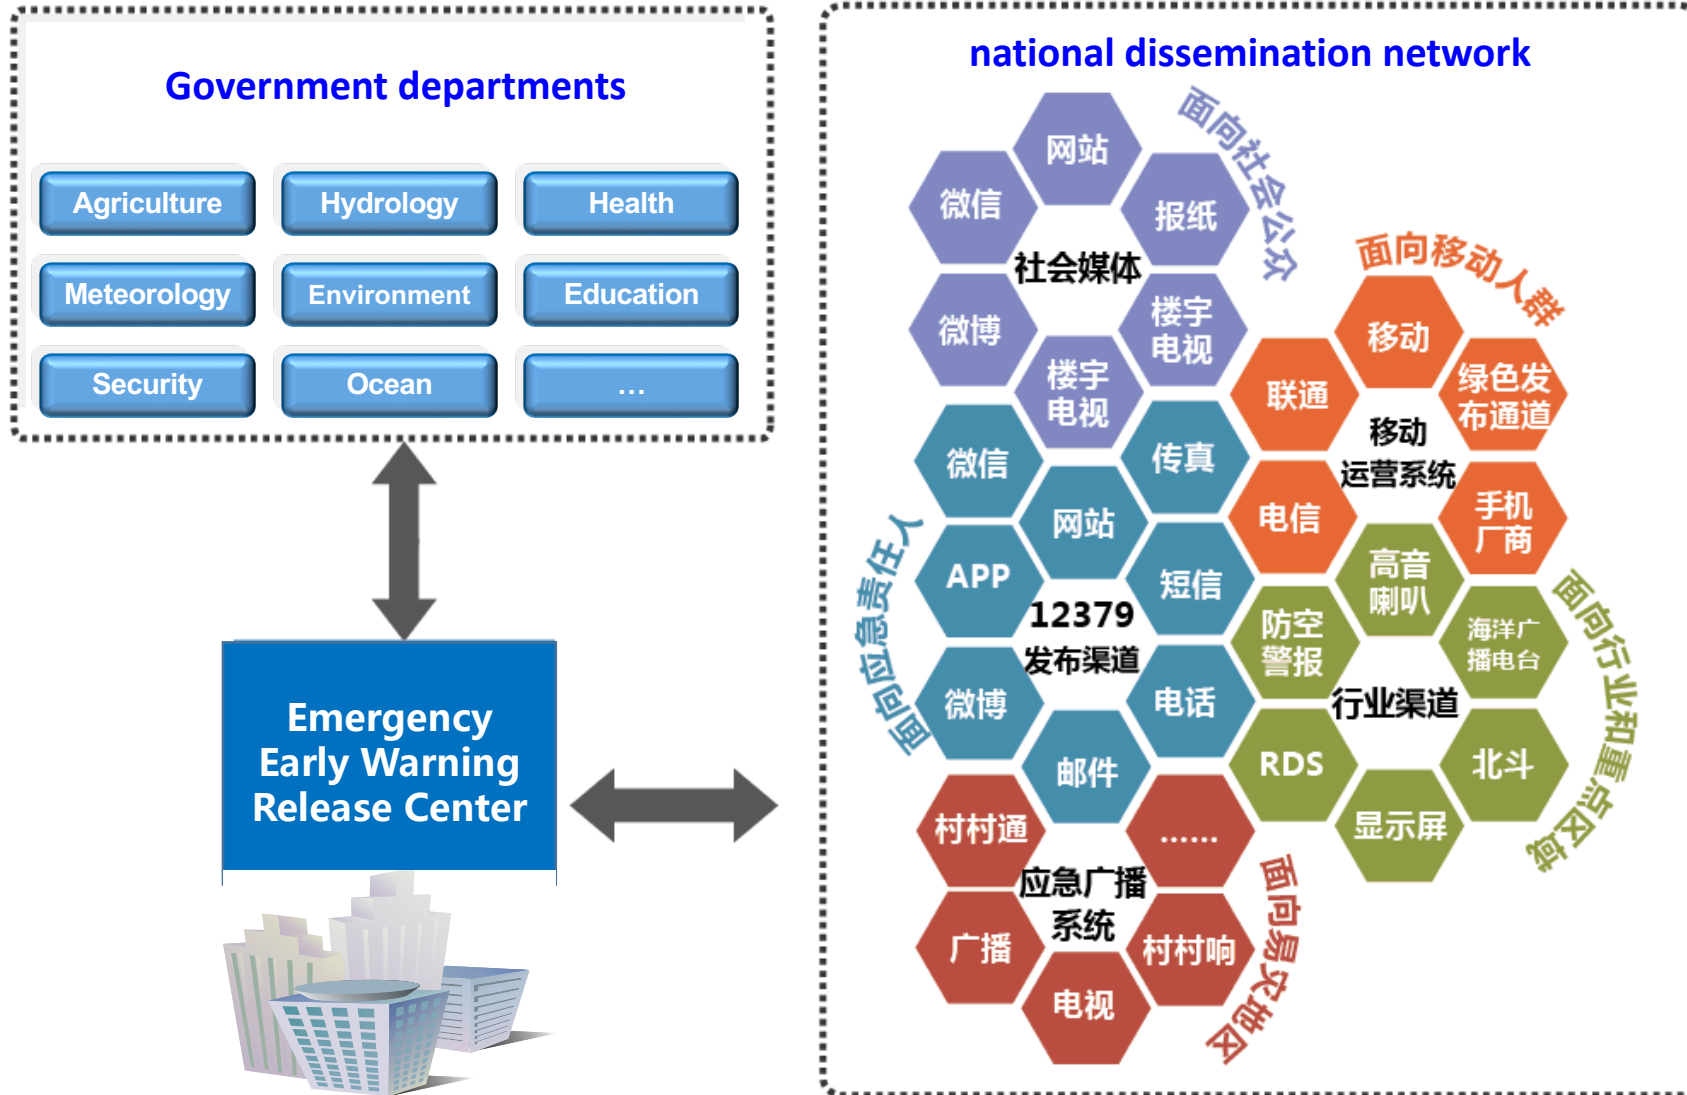 Government departments
Agriculture
Hydrology
Health
Meteorology
Environment
Education
Security
Ocean
...
Emergency
Early Warning
Release Center
national dissemination network
面向社会公众
网站
微信
报纸
社会媒体
微博
楼宇
电视
楼宇
电视
面向移动人群
移动
联通
绿色发
布通道
移动
运营系统
电信
手机
厂商
面向应急责任人
微信
传真
网站
APP
短信
12379
发布渠道
微博
电话
邮件
面向行业和重点区域
高音
喇叭
防空
警报
海洋广
播电台
行业渠道
RDS
北斗
显示屏
面向易灾地区
村村通
......
应急广播
系统
广播
村村响
电视